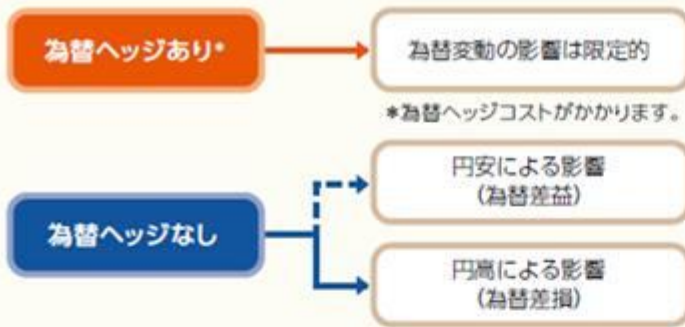 為替ヘッジあり*
為替変動の影響は限定的
*為替ヘッジコストがかかります。
為替ヘッジなし
円安による影響
(為替差益)
円高による影響
(為替差損)